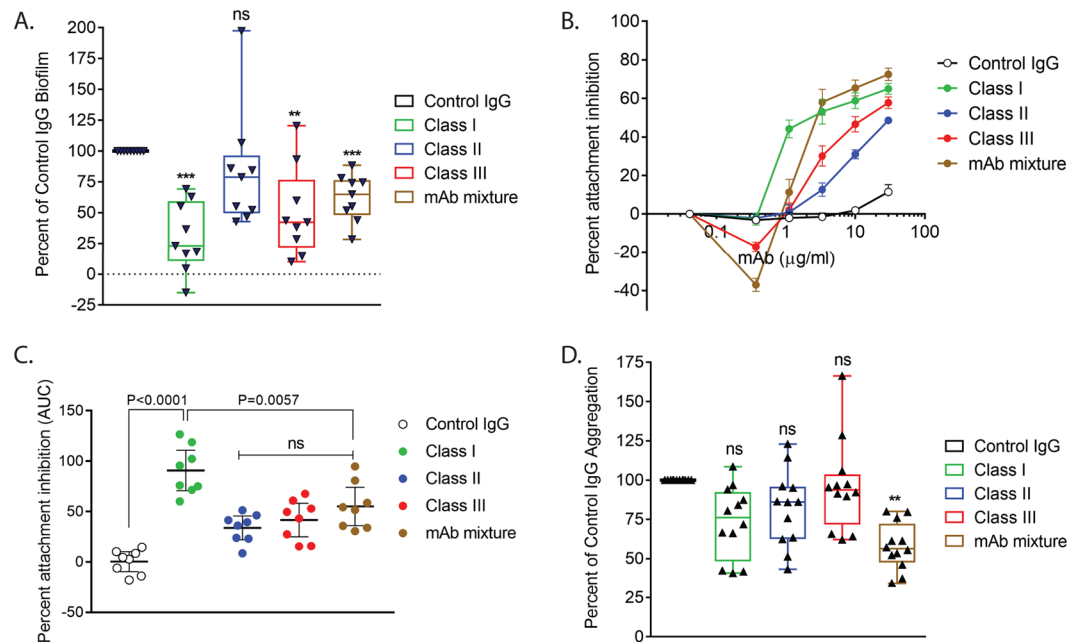 A.
Percent of Control IgG Biofilm
200
175
150
125
100
75
50
25
0
-25
***
ns
**
***
Control IgG
Class I
Class II
Class III
mAb mixture
B.
Percent attachment inhibition
100
80
60
40
20
0
-20
-40
0.1
1
10
100
mAb (μg/ml)
Control IgG
Class I
Class II
Class III
mAb mixture
C.
Percent attachment inhibition (AUC)
150
100
50
0
-50
P<0.0001
P=0.0057
ns
Control IgG
Class I
Class II
Class III
mAb mixture
D.
Percent of Control IgG Aggregation
175
150
125
100
75
50
25
0
ns
ns
ns
**
Control IgG
Class I
Class II
Class III
mAb mixture